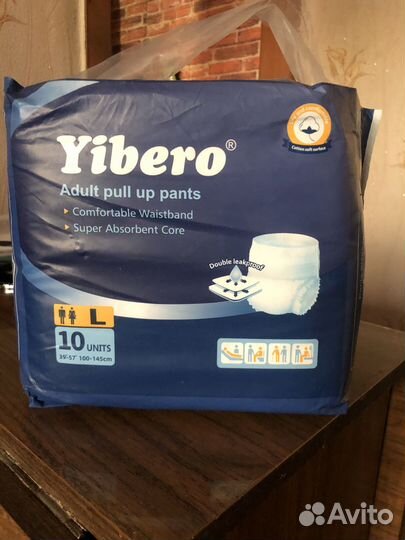 Yibero®
Adult pull up pants
• Comfortable Waistband
• Super Absorbent Core
Cotton soft surface
Double leakproof
L
10 UNITS
39"-57" 100-145cm
Avito